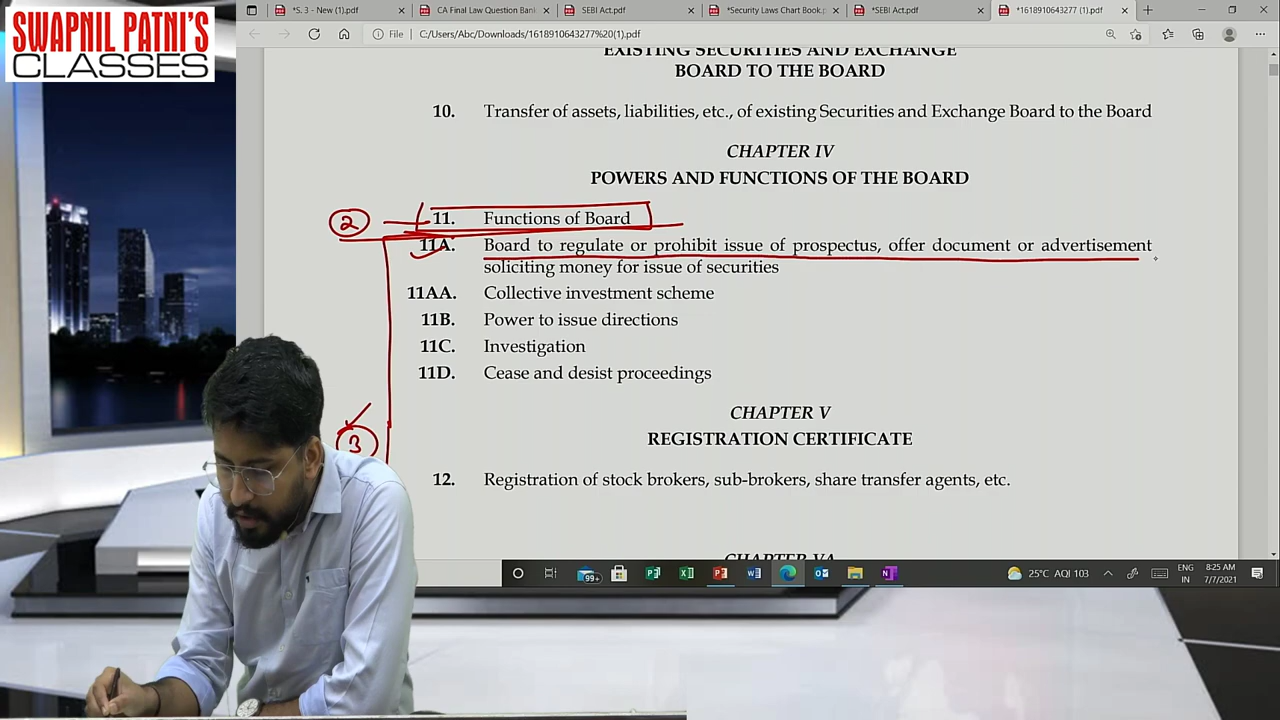 SWAPNIL PATNI'S
CLASSES
*S. 3 - New (1).pdf
CA Final Law Question Bank
SEBI Act.pdf
*Security Laws Chart Book.p
*SEBI Act.pdf
*1618910643277 (1).pdf
File C:/Users/Abc/Downloads/1618910643277%20(1).pdf
EXISTING SECURITIES AND EXCHANGE
BOARD TO THE BOARD
10. Transfer of assets, liabilities, etc., of existing Securities and Exchange Board to the Board
CHAPTER IV
POWERS AND FUNCTIONS OF THE BOARD
2 11. Functions of Board
11A. Board to regulate or prohibit issue of prospectus, offer document or advertisement
soliciting money for issue of securities
11AA. Collective investment scheme
11B. Power to issue directions
11C. Investigation
11D. Cease and desist proceedings
CHAPTER V
REGISTRATION CERTIFICATE
3
12. Registration of stock brokers, sub-brokers, share transfer agents, etc.
CHAPTER VA
99+
25°C AQI 103
ENG
IN
8:25 AM
7/7/2021